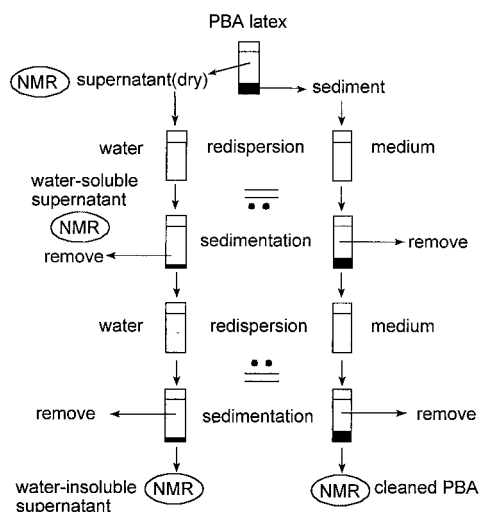 PBA latex
NMR supernatant(dry) sediment
water redispersion medium
water-soluble
supernatant
NMR sedimentation
remove remove
water redispersion medium
remove sedimentation remove
water-insoluble NMR NMR cleaned PBA
supernatant